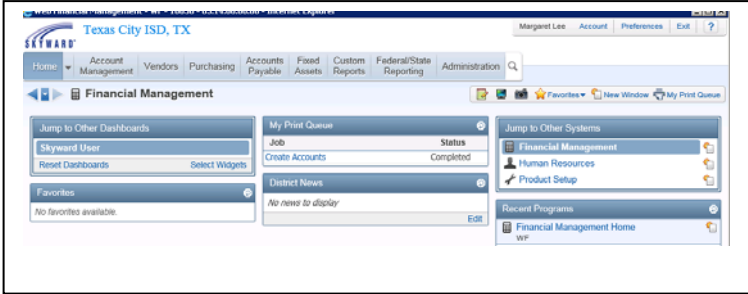 Texas City ISD, TX
SKYWARD
Margaret Lee Account Preferences Exit ?
Home Account Management Vendors Purchasing Accounts Payable Fixed Assets Custom Reports Federal/State Reporting Administration
Financial Management
Favorites New Window My Print Queue
Jump to Other Dashboards
Skyward User
Reset Dashboards Select Widgets
Favorites
No favorites available.
My Print Queue
Job Status
Create Accounts Completed
District News
No news to display
Edit
Jump to Other Systems
Financial Management
Human Resources
Product Setup
Recent Programs
Financial Management Home
WF